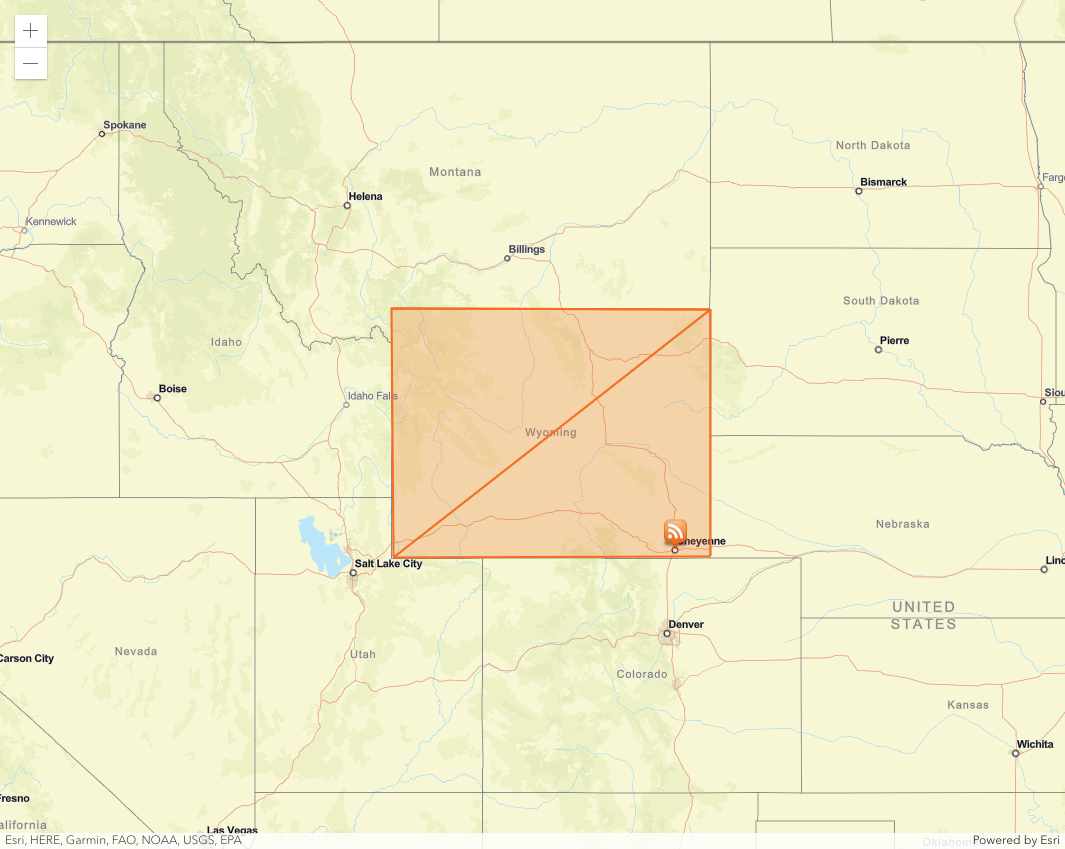 +
−
Spokane
Montana
North Dakota
Bismarck
Farg
Helena
Kennewick
Billings
South Dakota
Idaho
Pierre
Boise
Idaho Falls
Siou
Wyoming
Nebraska
Cheyenne
Salt Lake City
Linc
UNITED
STATES
Denver
Nevada
Utah
Carson City
Colorado
Kansas
Wichita
Fresno
alifornia
Las Vegas
Oklahoma
Esri, HERE, Garmin, FAO, NOAA, USGS, EPA
Powered by Esri